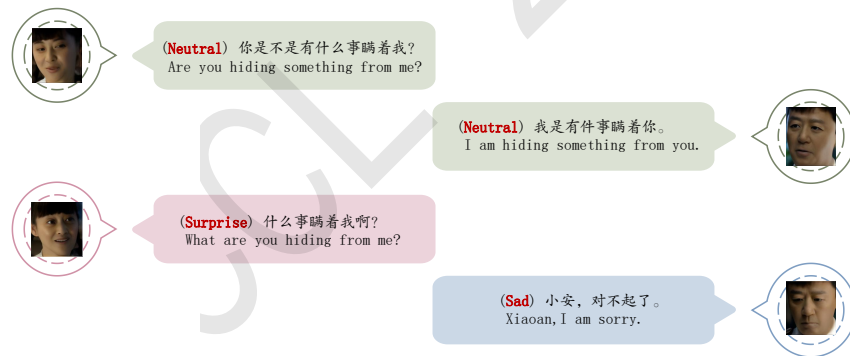 (Neutral) 你是不是有什么事瞒着我?
Are you hiding something from me?
(Neutral) 我是有件事瞒着你。
I am hiding something from you.
(Surprise) 什么事瞒着我啊?
What are you hiding from me?
(Sad) 小安, 对不起了。
Xiaoan,I am sorry.
CCL 2